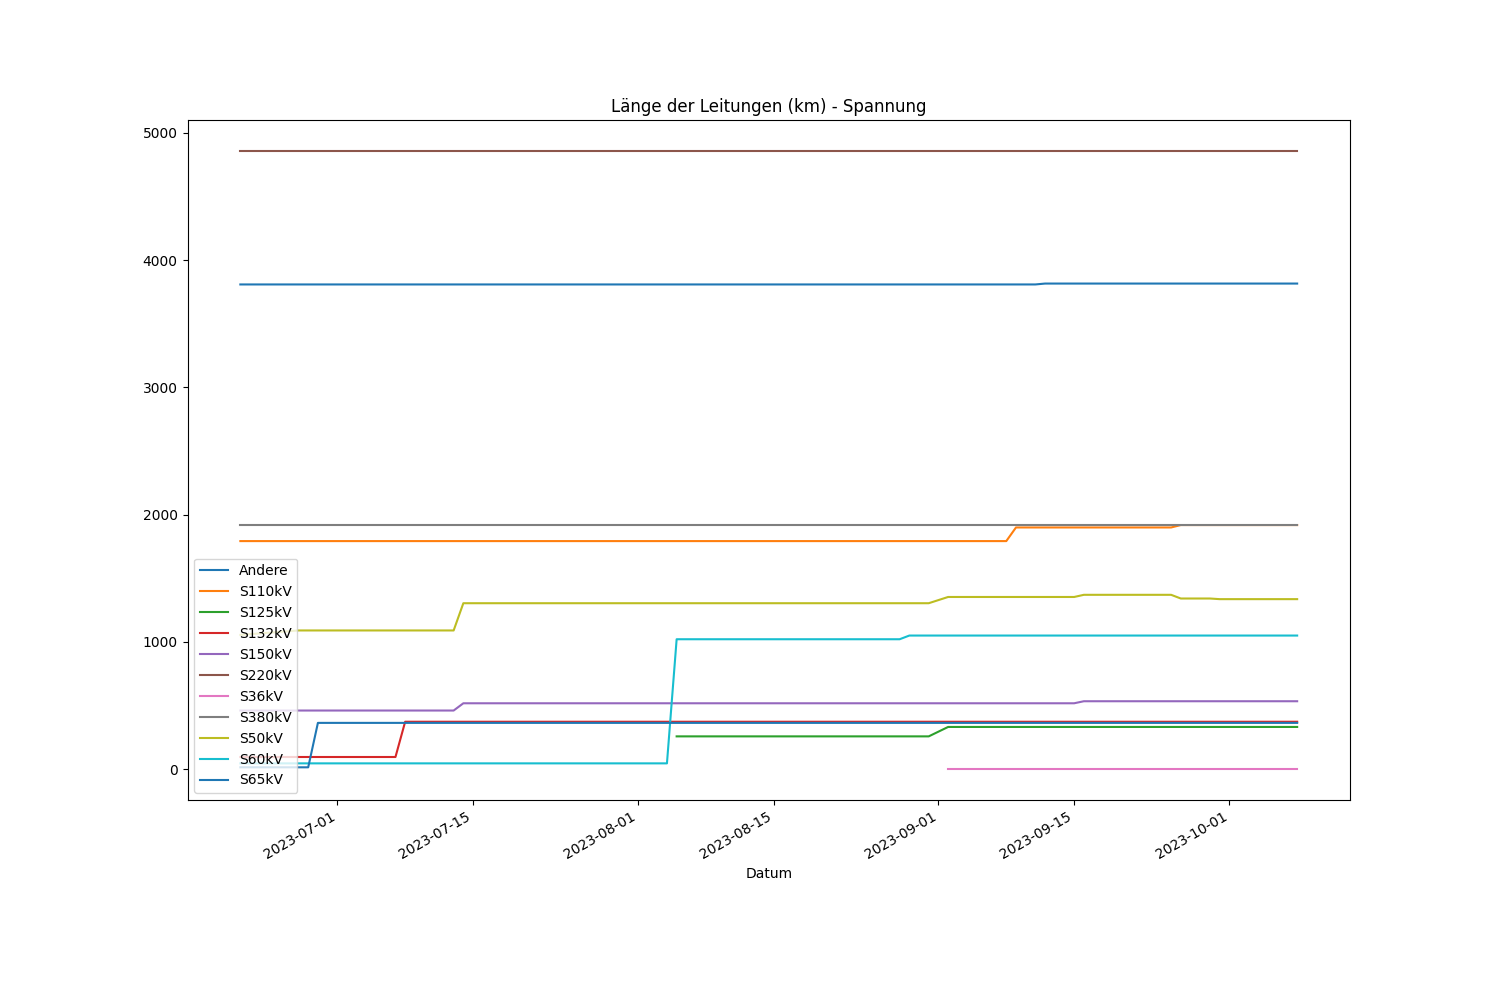 Länge der Leitungen (km) - Spannung
5000
4000
3000
2000
1000
0
Andere
S110kV
S125kV
S132kV
S150kV
S220kV
S36kV
S380kV
S50kV
S60kV
S65kV
2023-07-01
2023-07-15
2023-08-01
2023-08-15
2023-09-01
2023-09-15
2023-10-01
Datum